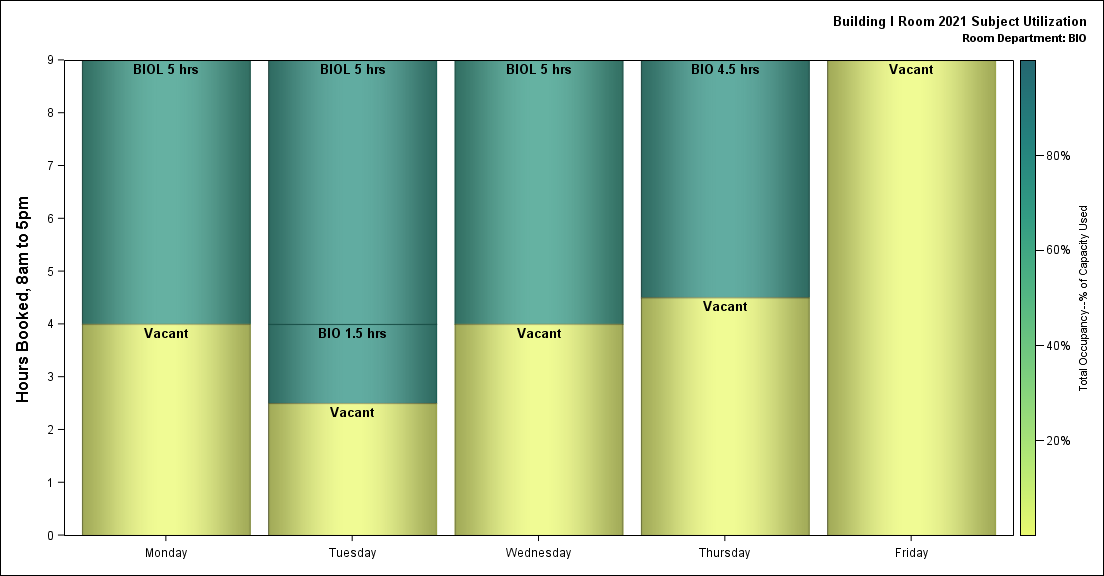 Building I Room 2021 Subject Utilization
Room Department: BIO
Hours Booked, 8am to 5pm
9
8
7
6
5
4
3
2
1
0
BIOL 5 hrs
Vacant
BIOL 5 hrs
BIO 1.5 hrs
Vacant
BIOL 5 hrs
Vacant
BIO 4.5 hrs
Vacant
Vacant
Monday
Tuesday
Wednesday
Thursday
Friday
80%
60%
40%
20%
Total Occupancy--% of Capacity Used